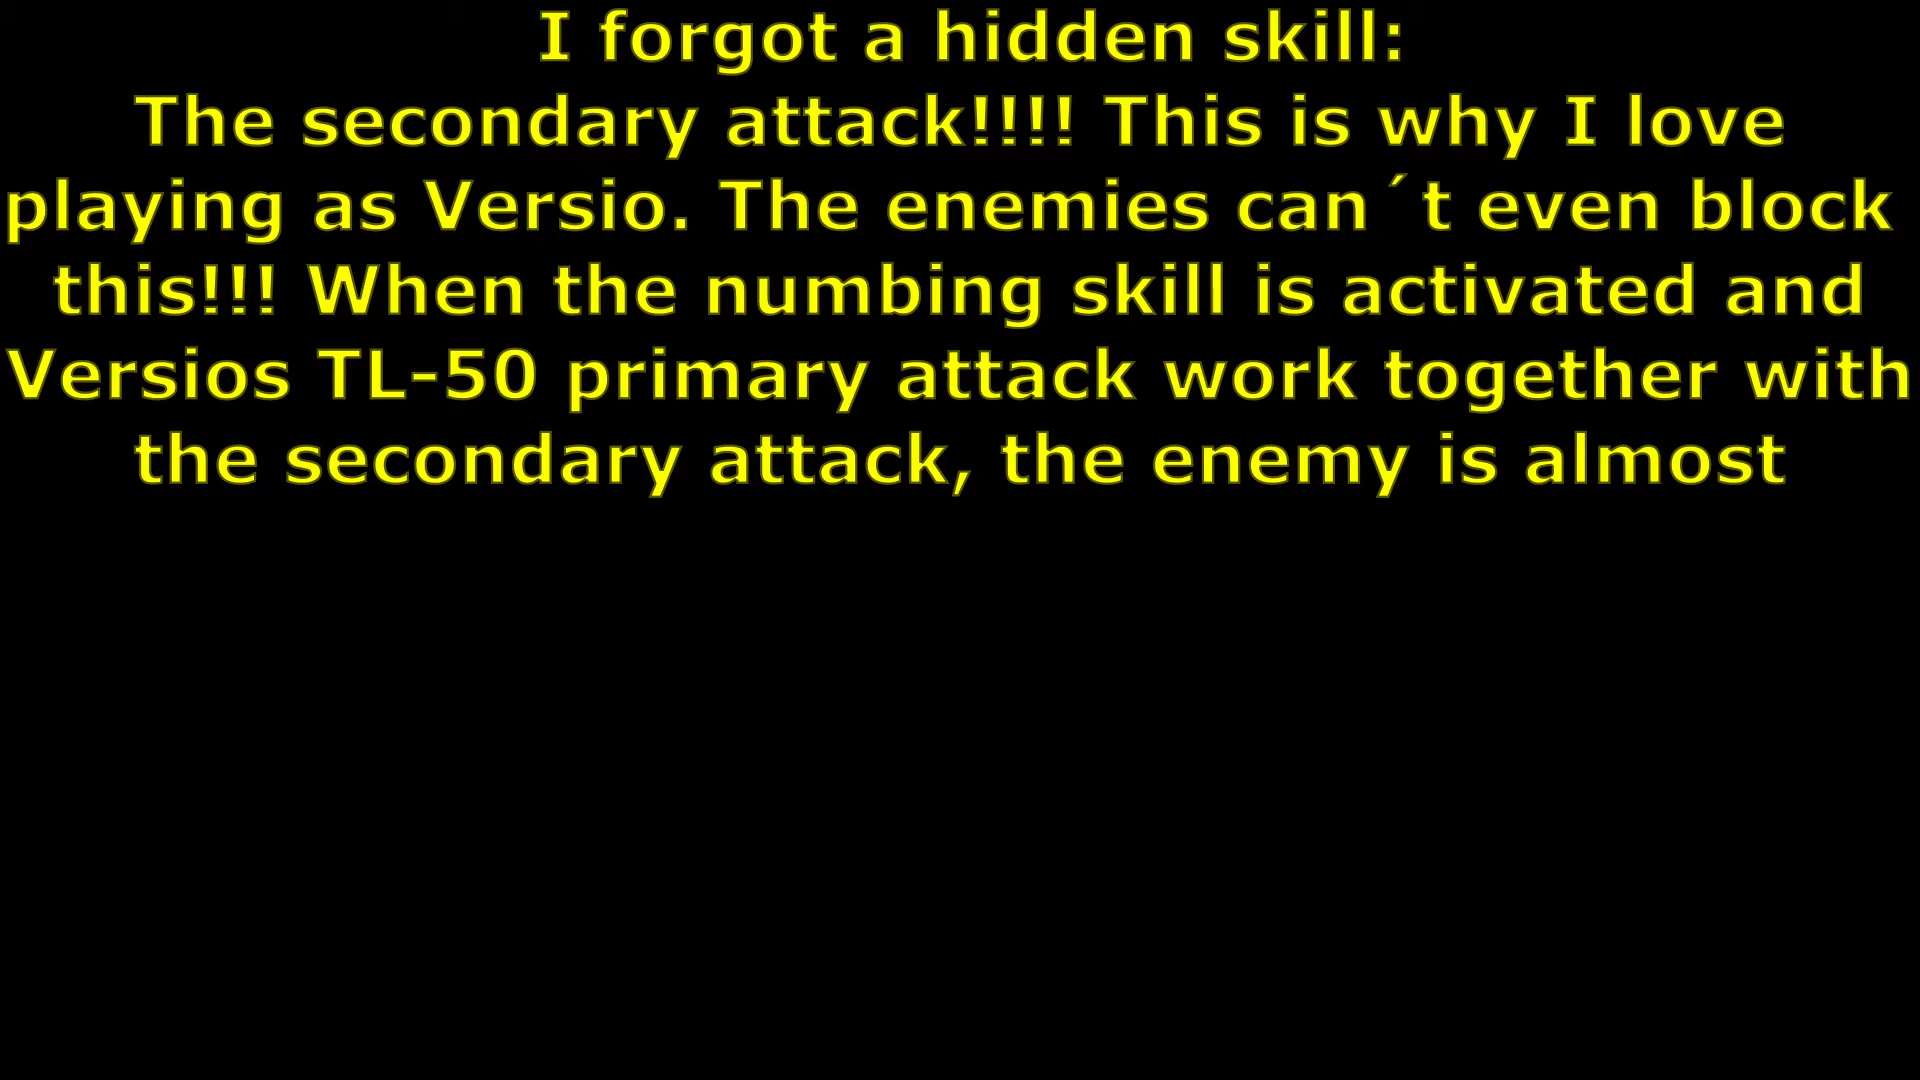 I forgot a hidden skill:
The secondary attack!!!! This is why I love
playing as Versio. The enemies can´t even block
this!!! When the numbing skill is activated and
Versios TL-50 primary attack work together with
the secondary attack, the enemy is almost